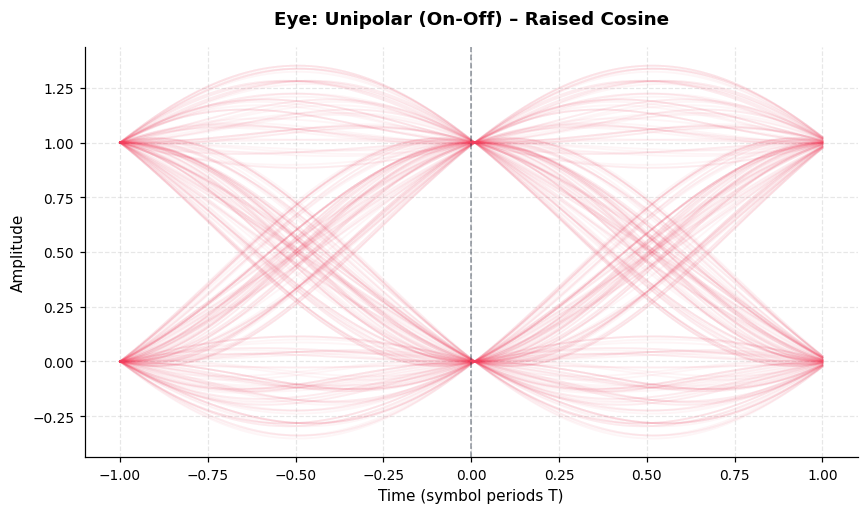 Eye: Unipolar (On-Off) – Raised Cosine
Amplitude
1.25
1.00
0.75
0.50
0.25
0.00
−0.25
−1.00 −0.75 −0.50 −0.25 0.00 0.25 0.50 0.75 1.00
Time (symbol periods T)